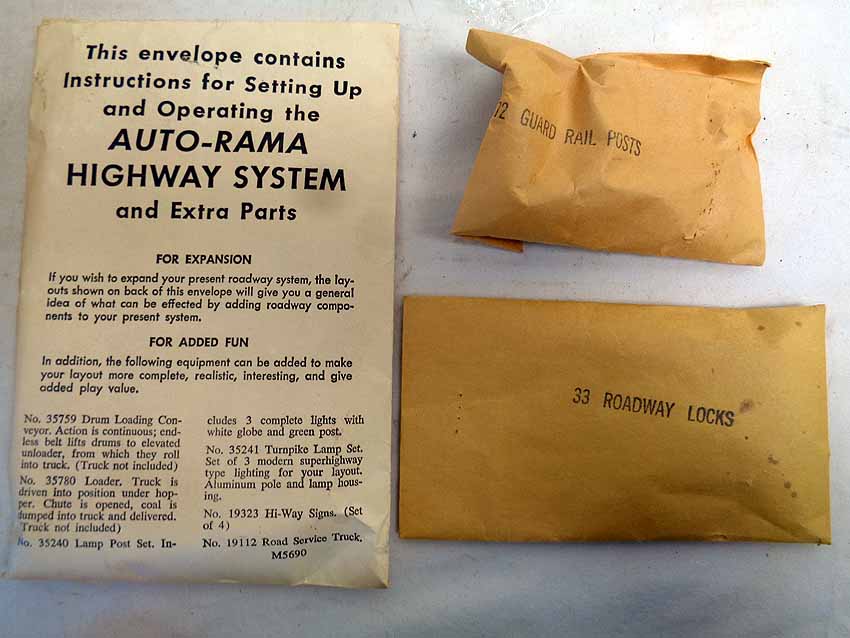 This envelope contains
Instructions for Setting Up
and Operating the
AUTO-RAMA
HIGHWAY SYSTEM
and Extra Parts
FOR EXPANSION
If you wish to expand your present roadway system, the lay-
outs shown on back of this envelope will give you a general
idea of what can be effected by adding roadway compo-
nents to your present system.
FOR ADDED FUN
In addition, the following equipment can be added to make
your layout more complete, realistic, interesting, and give
added play value.
No. 35759 Drum Loading Con-
veyor. Action is continuous; end-
less belt lifts drums to elevated
unloader, from which they roll
into truck. (Truck not included)
No. 35780 Loader. Truck is
driven into position under hop-
per. Chute is opened, coal is
dumped into truck and delivered.
Truck not included)
No. 35240 Lamp Post Set. In-
cludes 3 complete lights with
white globe and green post.
No. 35241 Turnpike Lamp Set.
Set of 3 modern superhighway
type lighting for your layout.
Aluminum pole and lamp hous-
ing.
No. 19323 Hi-Way Signs. (Set
of 4)
No. 19112 Road Service Truck.
M5690
GUARD RAIL POSTS
33 ROADWAY LOCKS